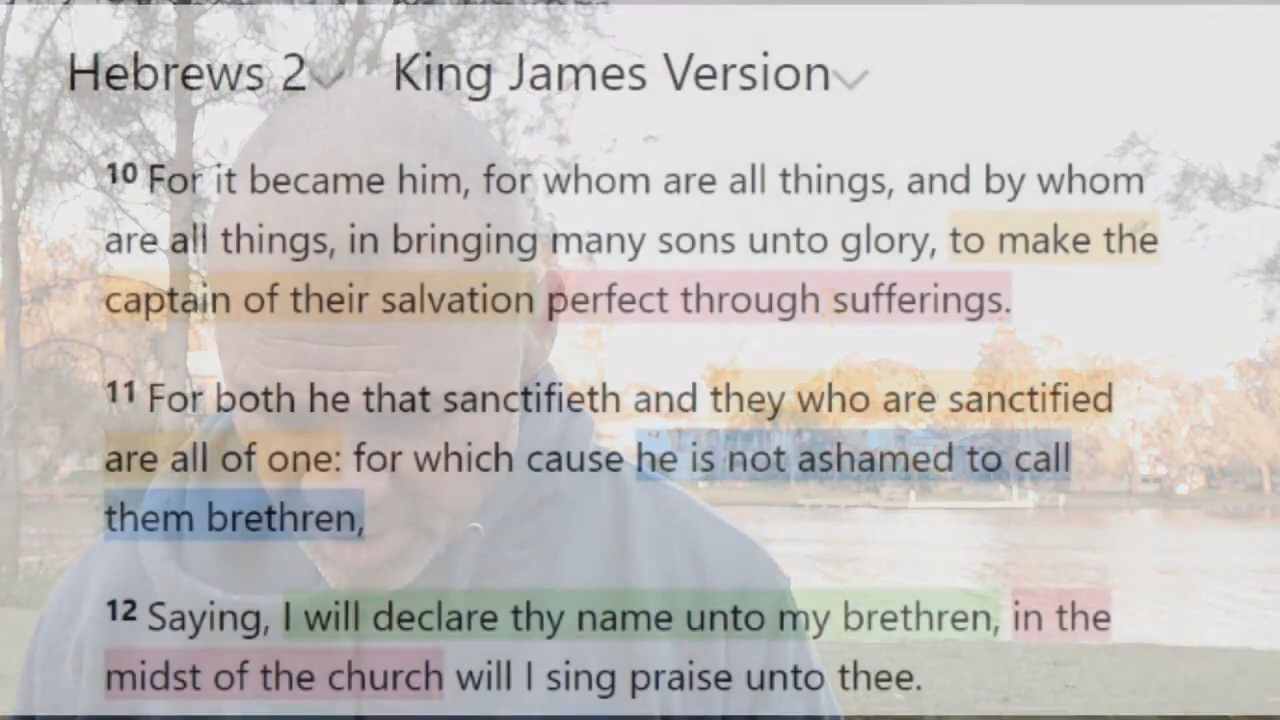 Hebrews 2 King James Version
10 For it became him, for whom are all things, and by whom
are all things, in bringing many sons unto glory, to make the
captain of their salvation perfect through sufferings.
11 For both he that sanctifieth and they who are sanctified
are all of one: for which cause he is not ashamed to call
them brethren,
12 Saying, I will declare thy name unto my brethren, in the
midst of the church will I sing praise unto thee.